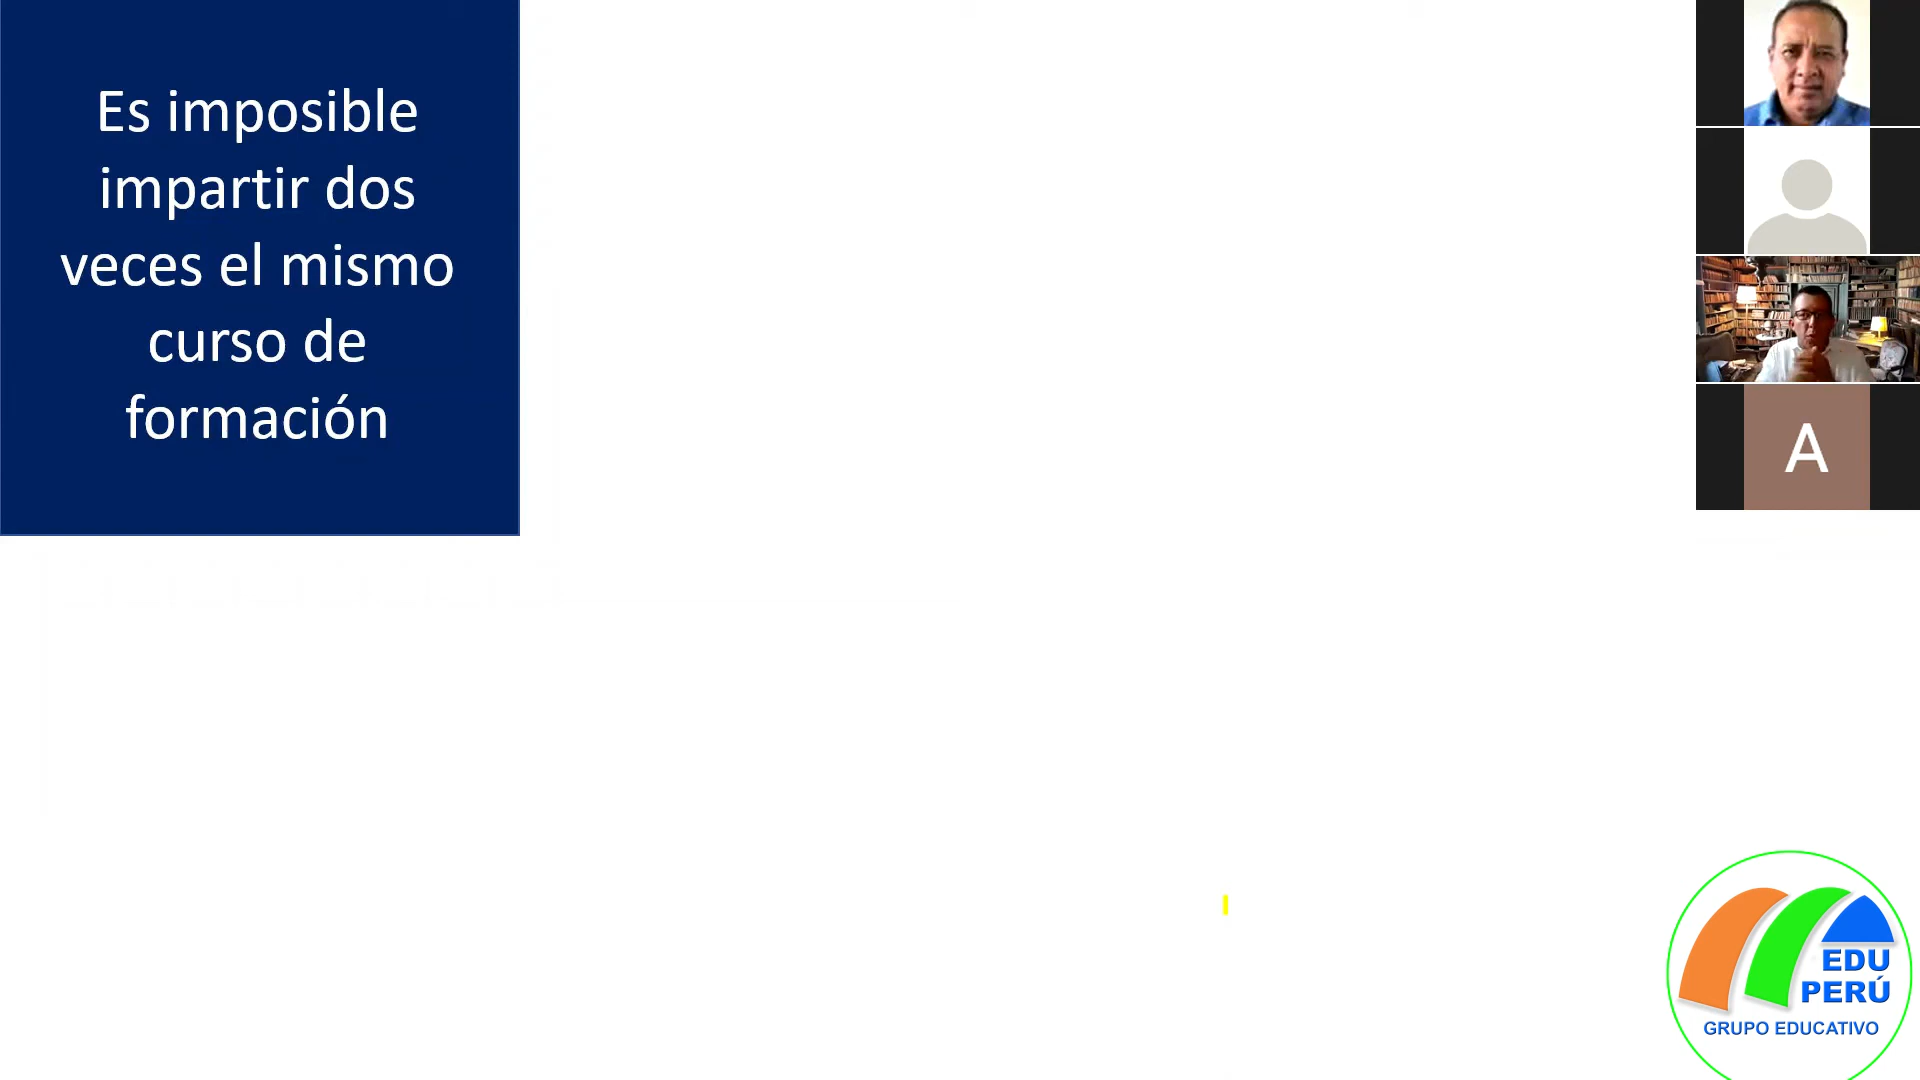 Es imposible
impartir dos
veces el mismo
curso de
formación
A
EDU
PERÚ
GRUPO EDUCATIVO